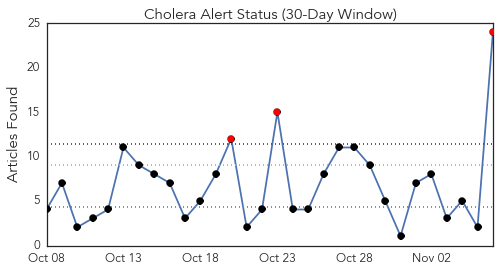 Cholera Alert Status (30-Day Window)
Articles Found
25
20
15
10
5
0
Oct 08
Oct 13
Oct 18
Oct 23
Oct 28
Nov 02